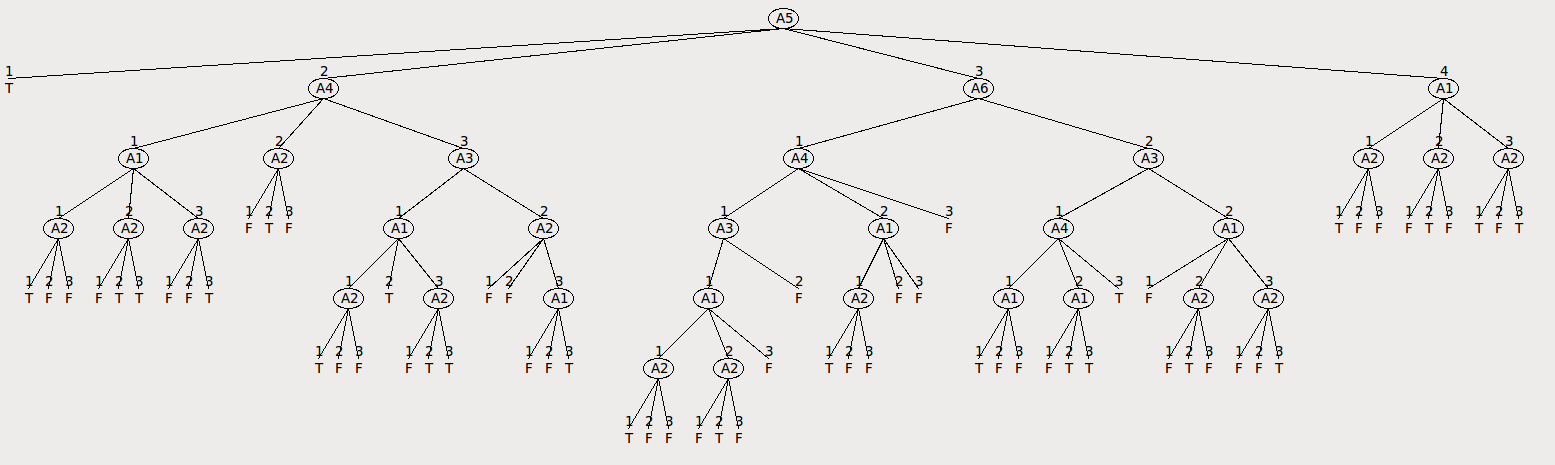 A5
1 2 3 4
T A4 A6 A1
1 2 3 1 2 1 2 3
A1 A2 A3 A4 A3 A2 A2 A2
1 2 3 1 2 3 1 2 1 2 3 1 2 1 2 3 1 2 3 1 2 3
A2 A2 A2 F T F A1 A2 A3 A1 F A4 A1 T F F F T F T F T
1 2 3 1 2 3 1 2 3 1 2 3 1 2 3 1 2 1 2 3 1 2 3 1 2 3
T F F F T T F F T A2 T A2 F F A1 A1 F A2 F F A1 A1 T F A2 A2
1 2 3 1 2 3 1 2 3 1 2 3 1 2 3 1 2 3 1 2 3 1 2 3 1 2 3
T F F F T T F F T A2 A2 F T F F T F F F T T F T F F F T
1 2 3 1 2 3
T F F F T F